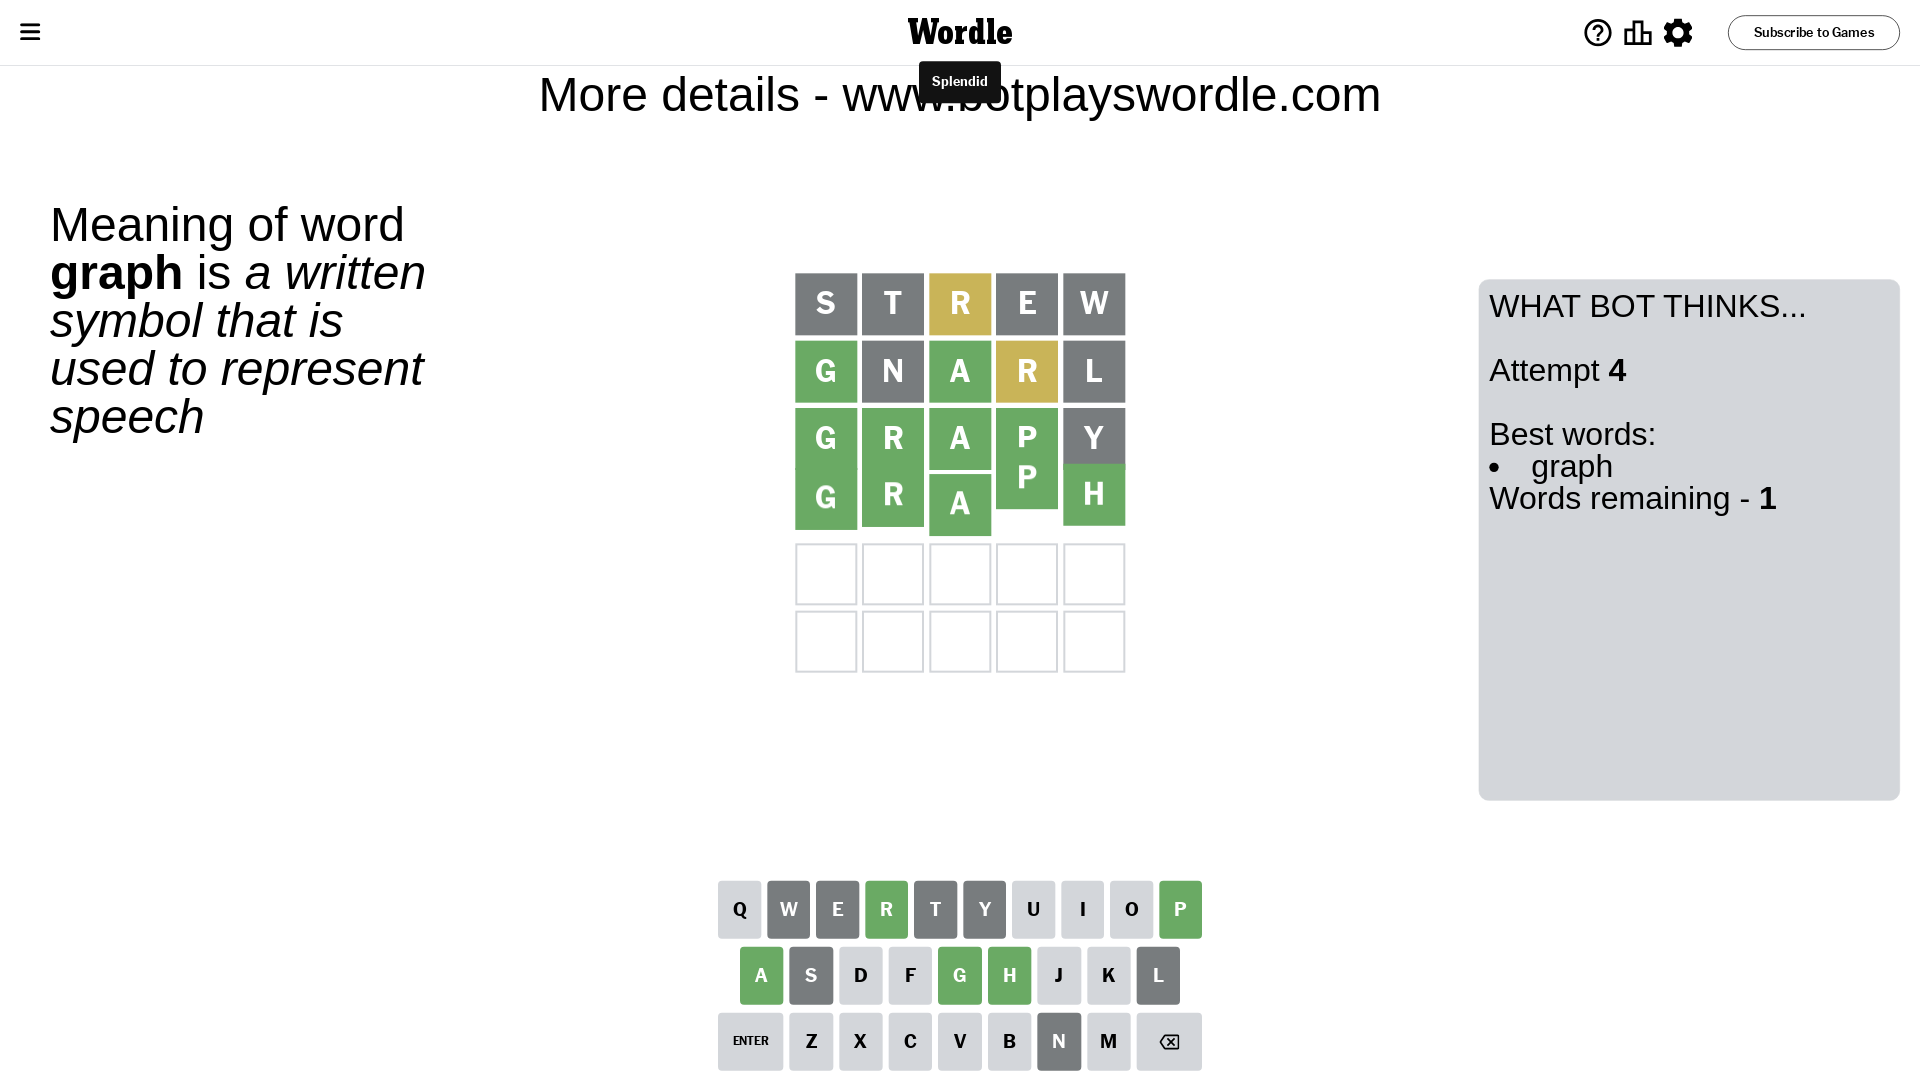 Wordle
Subscribe to Games
Splendid
More details - www.botplayswordle.com
Meaning of word
graph is a written
symbol that is
used to represent
speech
S T R E W
G N A R L
G R A P Y
G R A P H
WHAT BOT THINKS...
Attempt 4
Best words:
• graph
Words remaining - 1
Q W E R T Y U I O P
A S D F G H J K L
ENTER Z X C V B N M